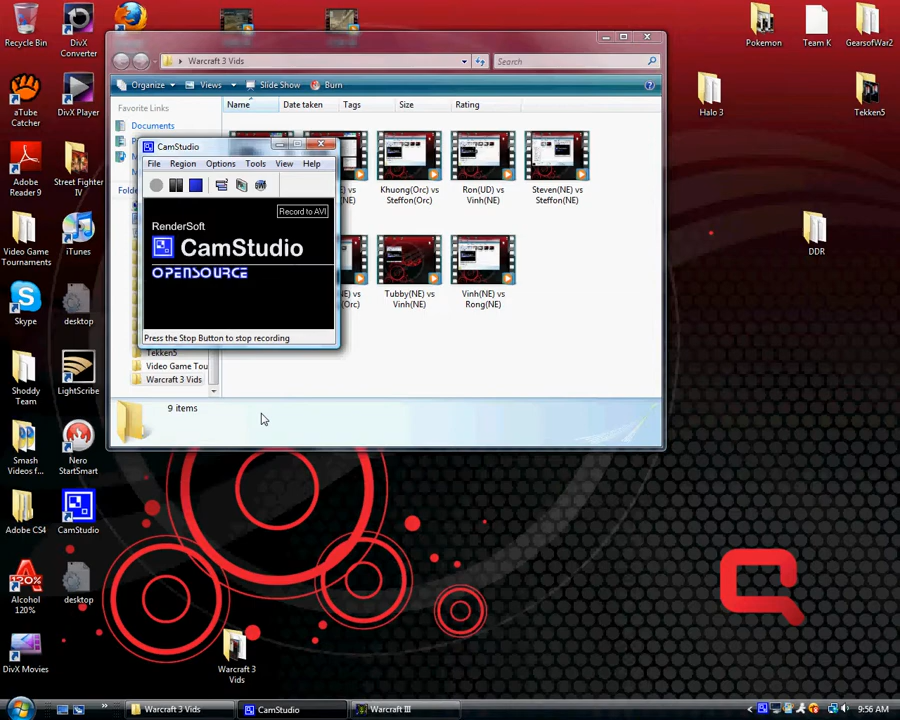 Recycle Bin
DivX Converter
Pokemon
Team K
GearsofWar2
Warcraft 3 Vids
Search
Organize
Views
Slide Show
Burn
Favorite Links
Name
Date taken
Tags
Size
Rating
Documents
aTube Catcher
DivX Player
Halo 3
Tekken5
CamStudio
File
Region
Options
Tools
View
Help
Record to AVI
RenderSoft
CamStudio
OPENSOURCE
Press the Stop Button to stop recording
Khuong(Orc) vs Steffon(Orc)
Ron(UD) vs Vinh(NE)
Steven(NE) vs Steffon(NE)
Adobe Reader 9
Street Fighter IV
Video Game Tournaments
iTunes
DDR
Tubby(NE) vs Vinh(NE)
Vinh(NE) vs Rong(NE)
Skype
desktop
Tekken5
Video Game Tou
Warcraft 3 Vids
Shoddy Team
LightScribe
9 items
Smash Videos f...
Nero StartSmart
Adobe CS4
CamStudio
Alcohol 120%
desktop
DivX Movies
Warcraft 3 Vids
Warcraft 3 Vids
CamStudio
Warcraft III
9:56 AM